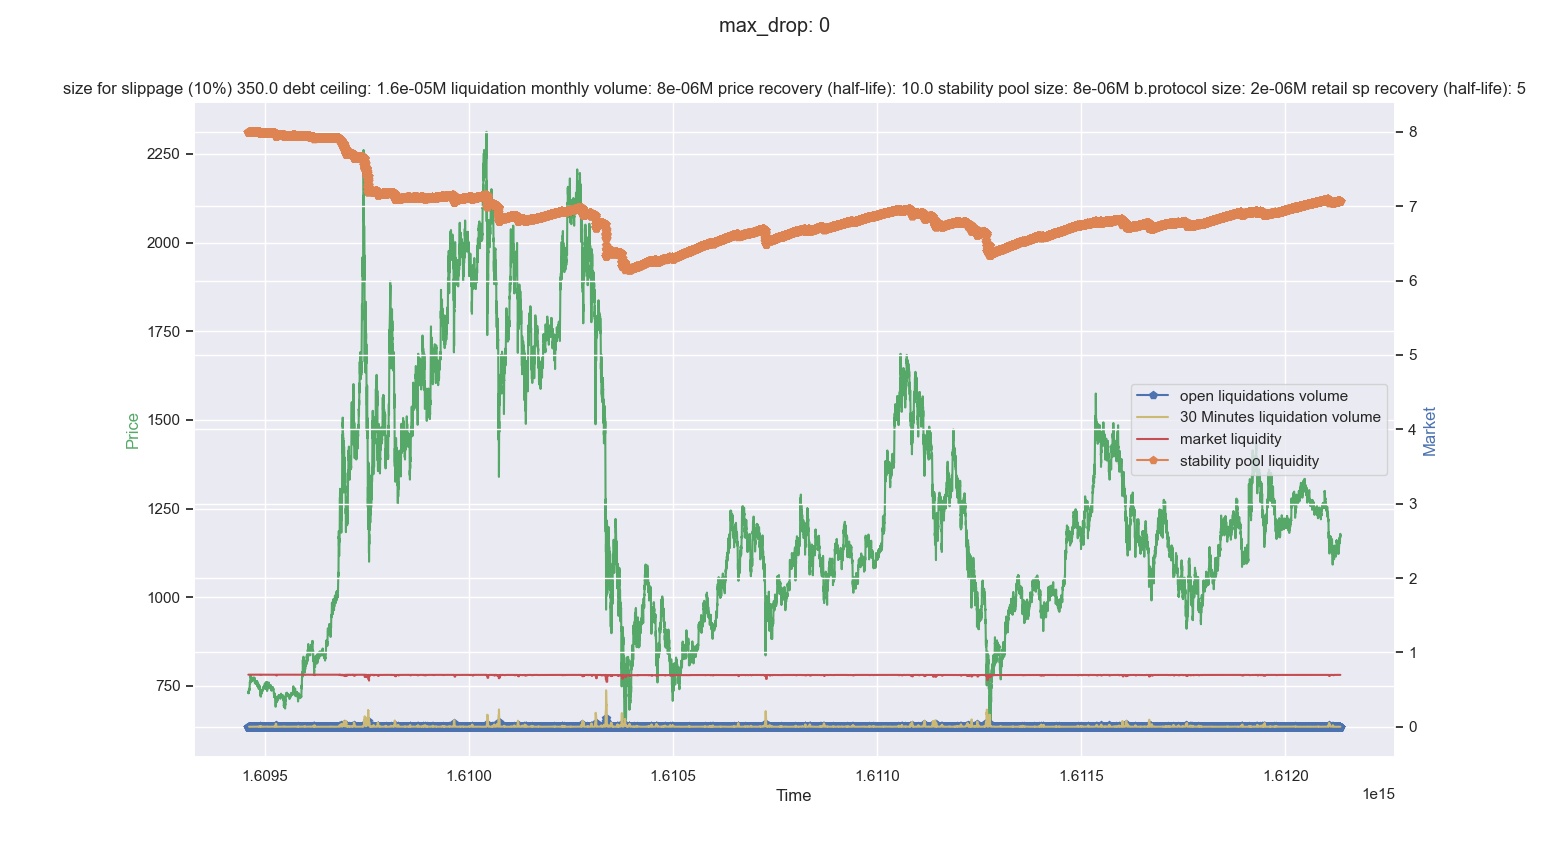 max_drop: 0
size for slippage (10%) 350.0 debt ceiling: 1.6e-05M liquidation monthly volume: 8e-06M price recovery (half-life): 10.0 stability pool size: 8e-06M b.protocol size: 2e-06M retail sp recovery (half-life): 5
2250
2000
1750
1500
1250
1000
750
Price
8
7
6
5
4
3
2
1
0
Market
open liquidations volume
30 Minutes liquidation volume
market liquidity
stability pool liquidity
1.6095 1.6100 1.6105 1.6110 1.6115 1.6120
Time
1e15